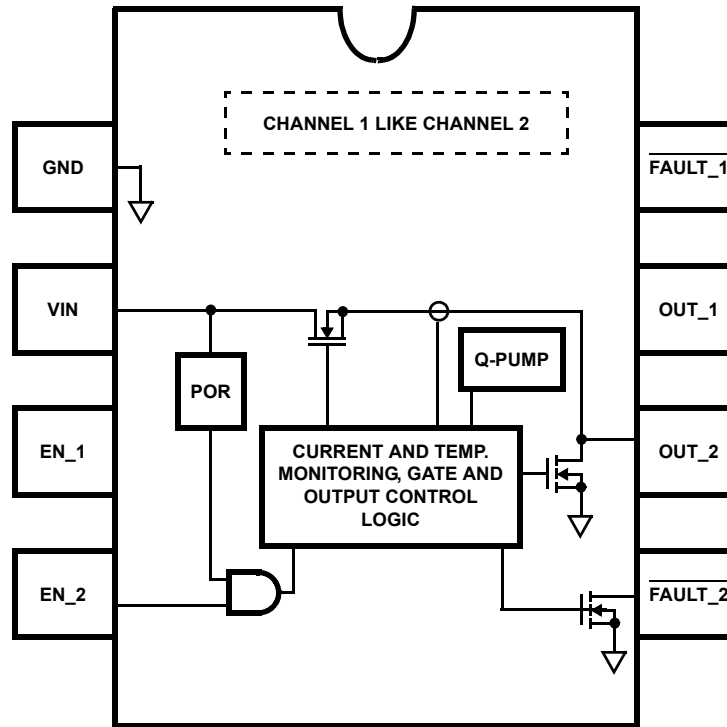 CHANNEL 1 LIKE CHANNEL 2
GND
FAULT_1
VIN
OUT_1
POR
Q-PUMP
EN_1
CURRENT AND TEMP.
MONITORING, GATE AND
OUTPUT CONTROL
LOGIC
OUT_2
EN_2
FAULT_2